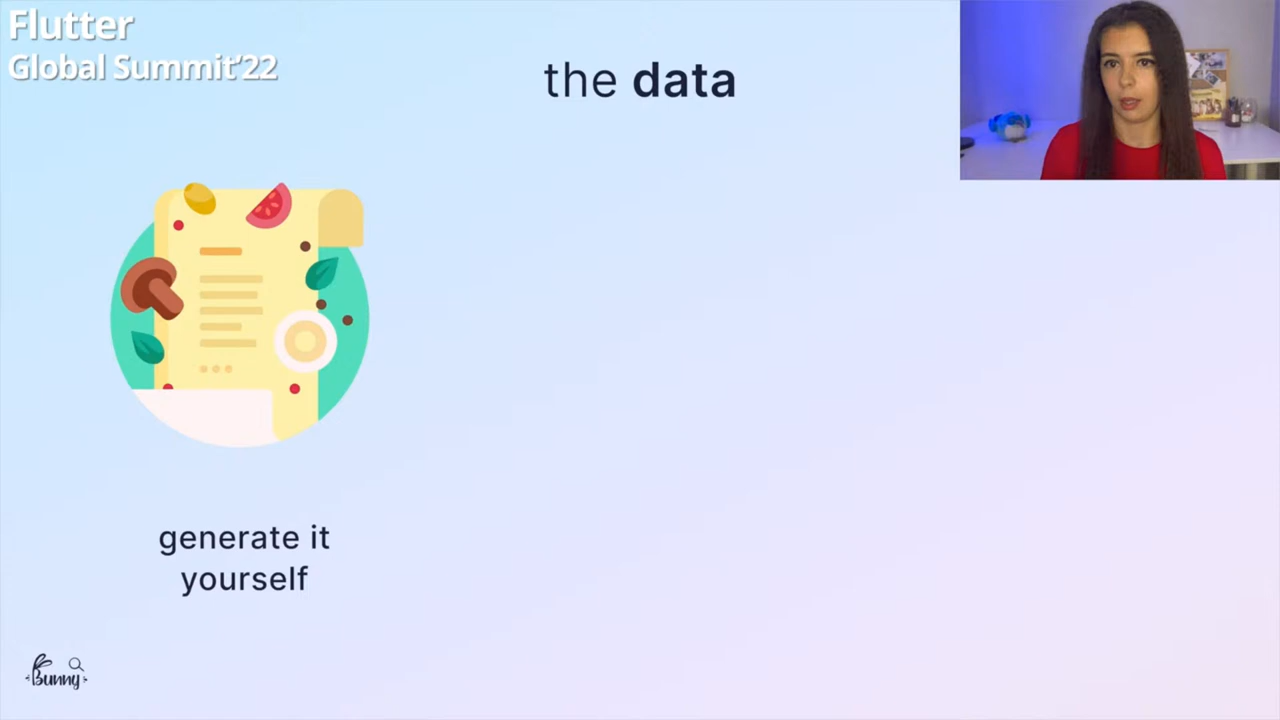 Flutter
Global Summit'22
the data
generate it
yourself
Bunny